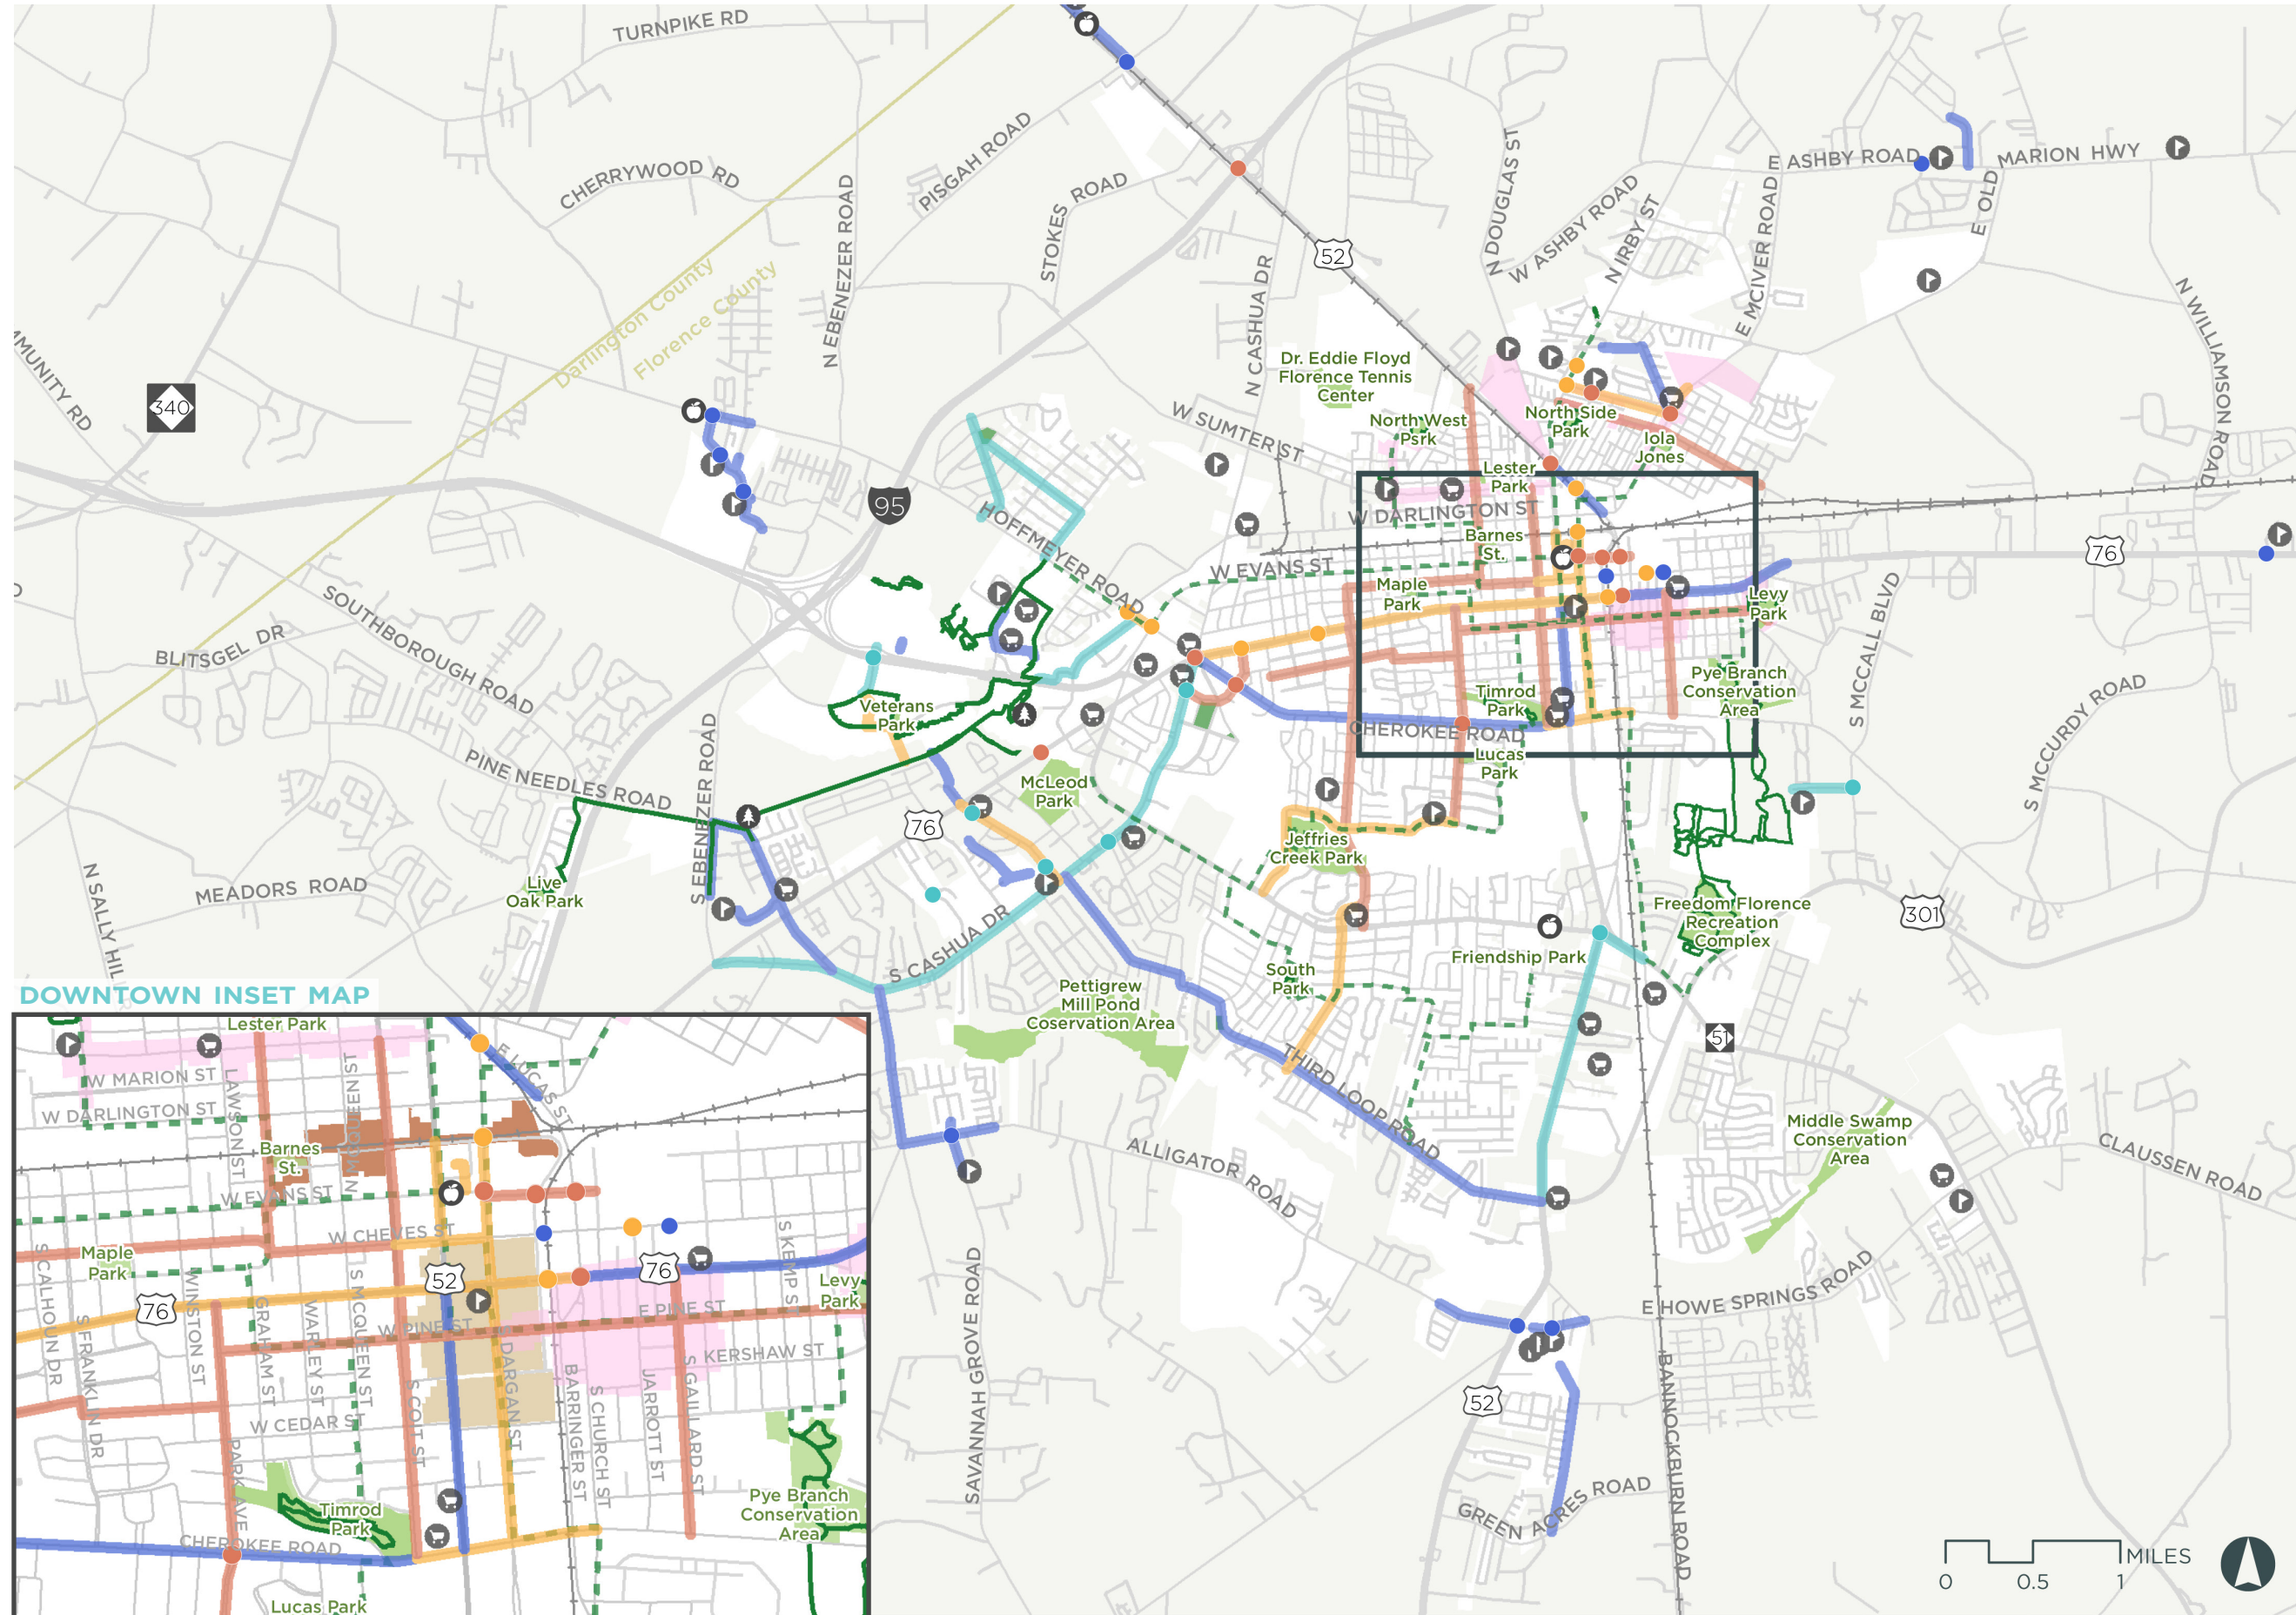 TURNPIKE RD
CHERRYWOOD RD
PISGAH ROAD
STOKES ROAD
N EBENEZER ROAD
N CASHUA DR
52
N DOUGLAS ST
W ASHBY ROAD
N IRBY ST
E MCIVER ROAD
E ASHBY ROAD
E OLD MARION HWY
N WILLIAMSON ROAD
Darlington County
Florence County
MMUNITY RD
340
95
Dr. Eddie Floyd
Florence Tennis
Center
North West
Psrk
North Side
Park
Iola
Jones
Lester
Park
W SUMTER ST
W DARLINGTON ST
Barnes
St.
HOFFMEYER ROAD
W EVANS ST
Maple
Park
Levy
Park
76
SOUTHBOROUGH ROAD
BLITSGEL DR
Veterans
Park
Timrod
Park
Pye Branch
Conservation
Area
CHEROKEE ROAD
Lucas
Park
S MCCALL BLVD
S MCCURDY ROAD
PINE NEEDLES ROAD
S EBENEZER ROAD
McLeod
Park
76
Jeffries
Creek Park
Live
Oak Park
MEADORS ROAD
N SALLY HILL
S CASHUA DR
Freedom Florence
Recreation
Complex
301
Friendship Park
South
Park
Pettigrew
Mill Pond
Coservation Area
51
THIRD LOOP ROAD
ALLIGATOR ROAD
Middle Swamp
Conservation
Area
CLAUSSEN ROAD
SAVANNAH GROVE ROAD
E HOWE SPRINGS ROAD
BANNOCKBURN ROAD
52
GREEN ACRES ROAD
MILES
0
0.5
1
DOWNTOWN INSET MAP
Lester Park
W MARION ST
W DARLINGTON ST
LAWSON ST
N MCQUEEN ST
E LUCAS ST
Barnes
St.
W EVANS ST
W CHEVES ST
Maple
Park
52
76
76
S KEMP ST
Levy
Park
S CALHOUN DR
S FRANKLIN DR
WINSTON ST
GRAHAM ST
WARLEY ST
S MCQUEEN ST
W PINE ST
E PINE ST
KERSHAW ST
S COIT ST
S DARGAN ST
BARRINGER ST
S CHURCH ST
JARROTT ST
S GAILLARD ST
W CEDAR ST
PARK AVE
Timrod
Park
CHEROKEE ROAD
Pye Branch
Conservation
Area
Lucas Park